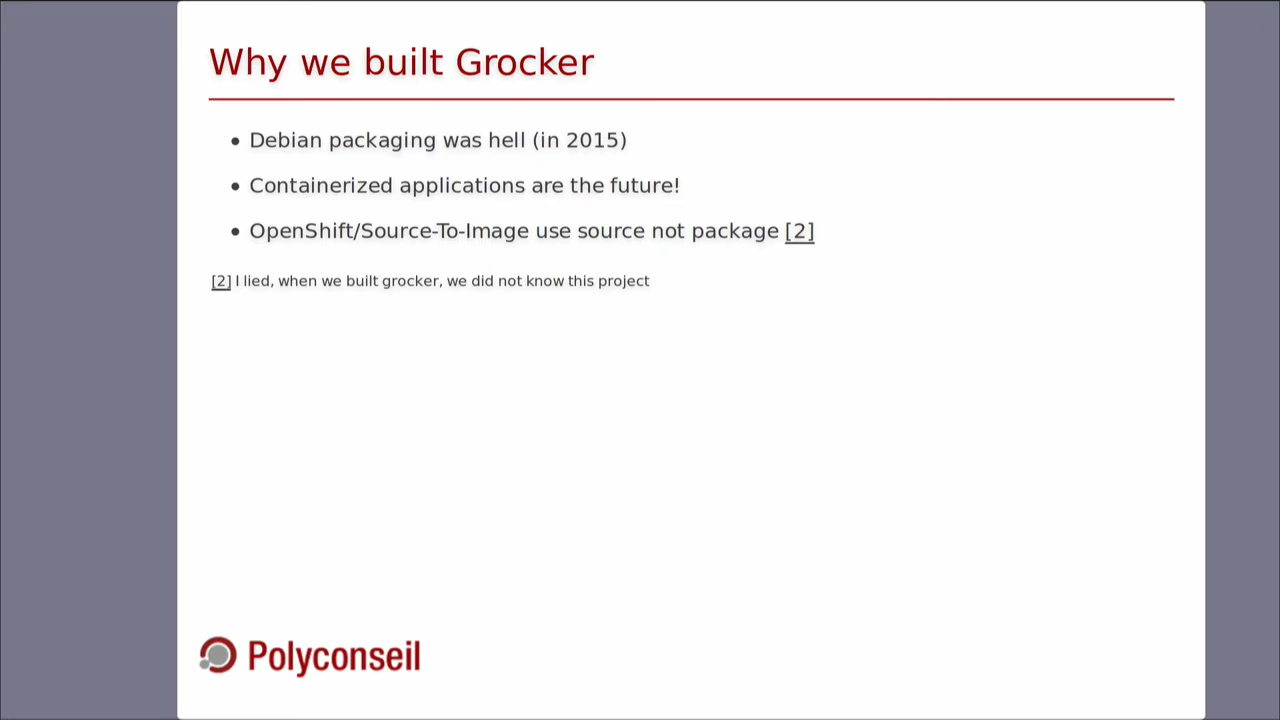 Why we built Grocker
• Debian packaging was hell (in 2015)
• Containerized applications are the future!
• OpenShift/Source-To-Image use source not package [2]
[2] I lied, when we built grocker, we did not know this project
Polyconseil